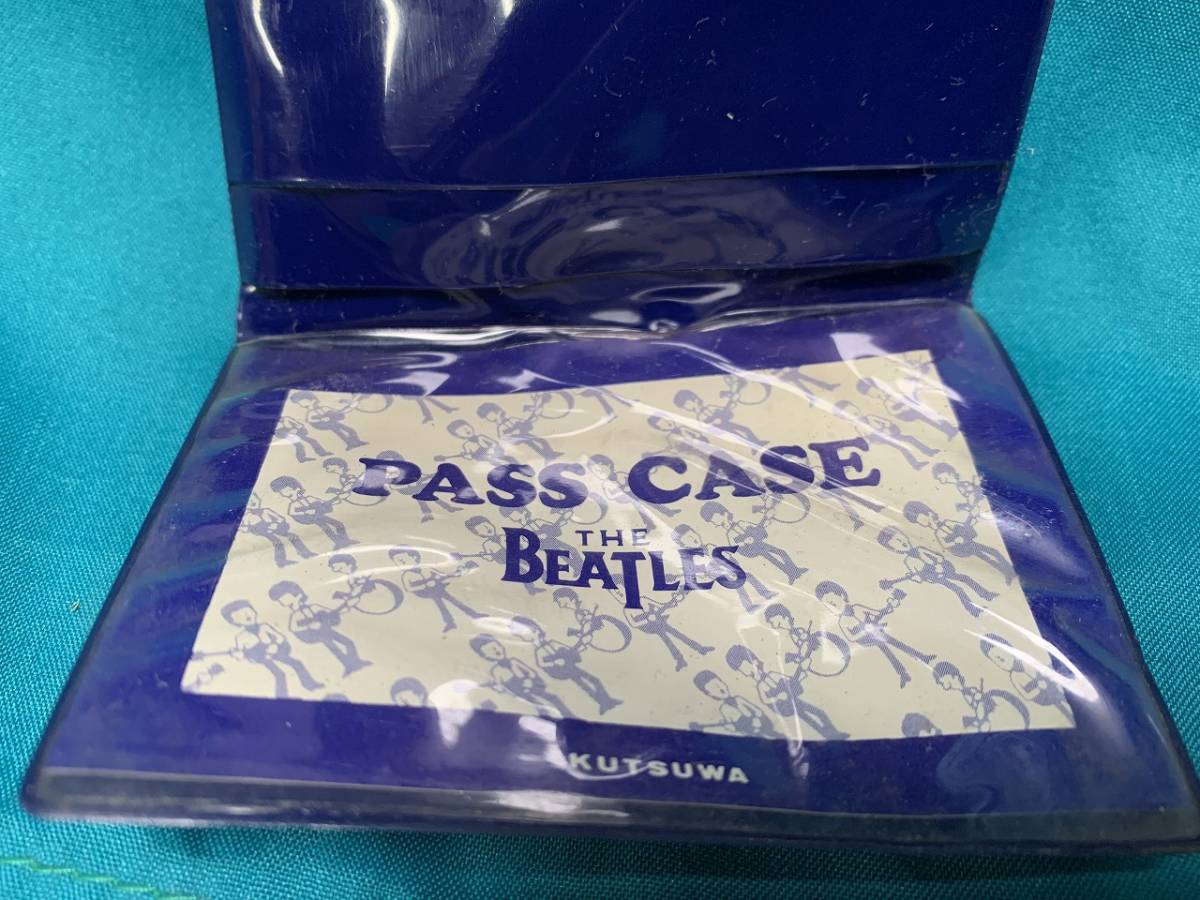 PASS CASE
THE
BEATLES
KUTSUWA